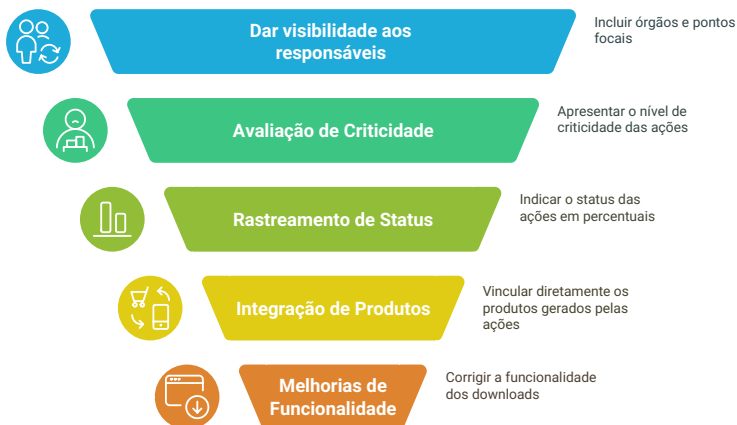 Dar visibilidade aos
responsáveis
Incluir órgãos e pontos
focais
Avaliação de Criticidade
Apresentar o nível de
criticidade das ações
Rastreamento de Status
Indicar o status das
ações em percentuais
Integração de Produtos
Vincular diretamente os
produtos gerados pelas
ações
Melhorias de
Funcionalidade
Corrigir a funcionalidade
dos downloads